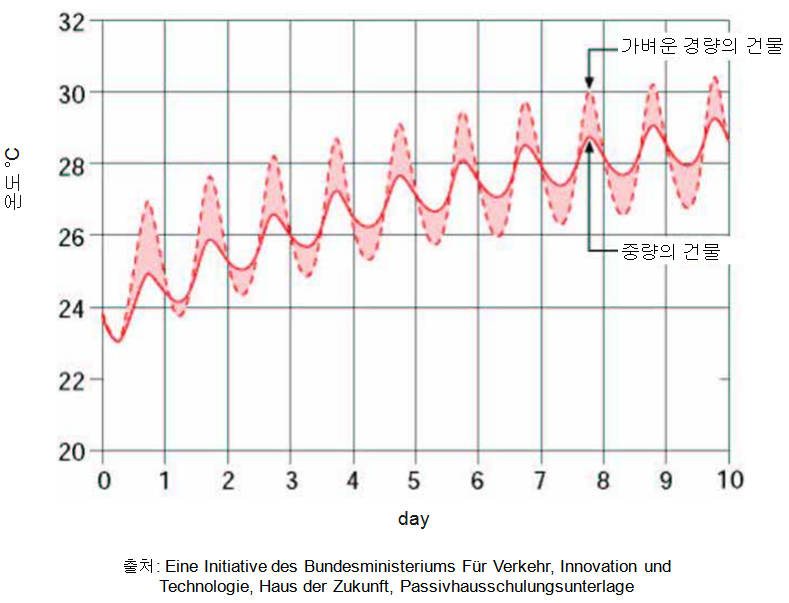 32
가벼운 경량의 건물
30
28
온도 °C
26
중량의 건물
24
22
20
0 1 2 3 4 5 6 7 8 9 10
day
출처: Eine Initiative des Bundesministeriums Für Verkehr, Innovation und
Technologie, Haus der Zukunft, Passivhausschulungsunterlage